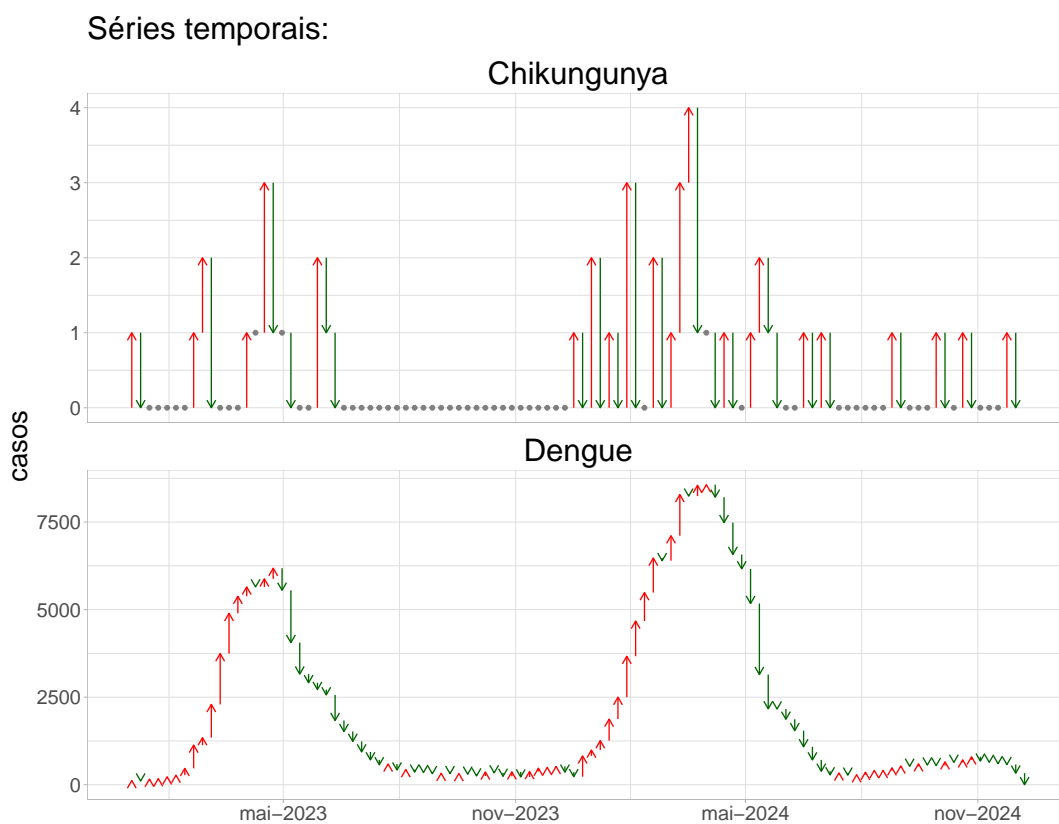 Séries temporais:
Chikungunya
4
3
2
1
0
casos
Dengue
7500
5000
2500
0
mai−2023
nov−2023
mai−2024
nov−2024